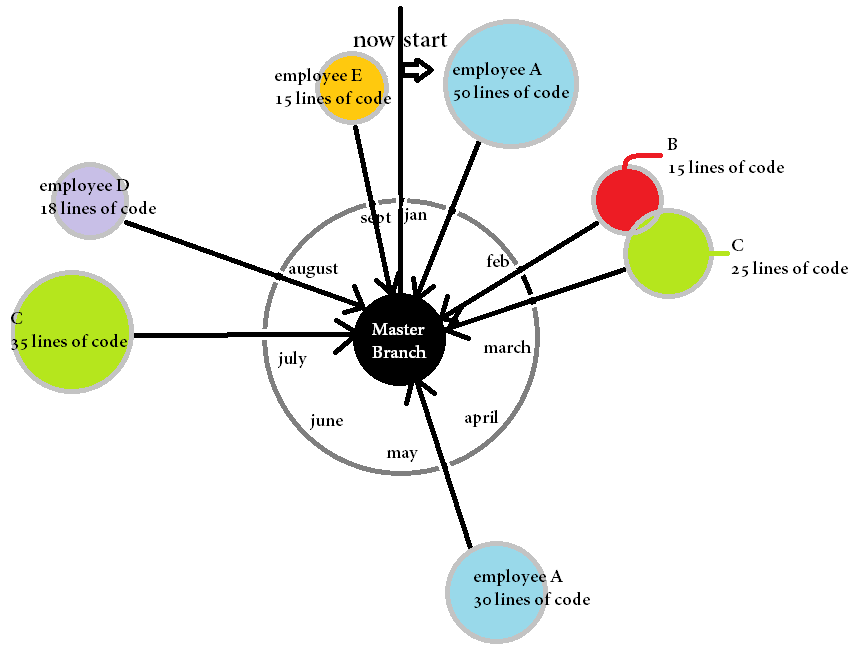 now start
employee E
15 lines of code
employee A
50 lines of code
B
15 lines of code
employee D
18 lines of code
sept
jan
C
25 lines of code
august
feb
C
35 lines of code
Master
Branch
july
march
june
april
may
employee A
30 lines of code